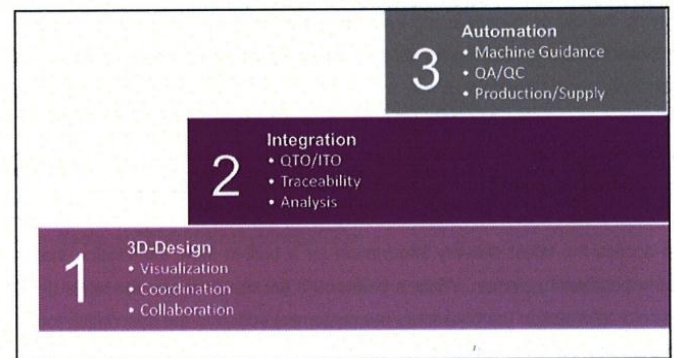 Automation
3
• Machine Guidance
• QA/QC
• Production/Supply
Integration
2
• QTO/ITO
• Traceability
• Analysis
3D-Design
1
• Visualization
• Coordination
• Collaboration